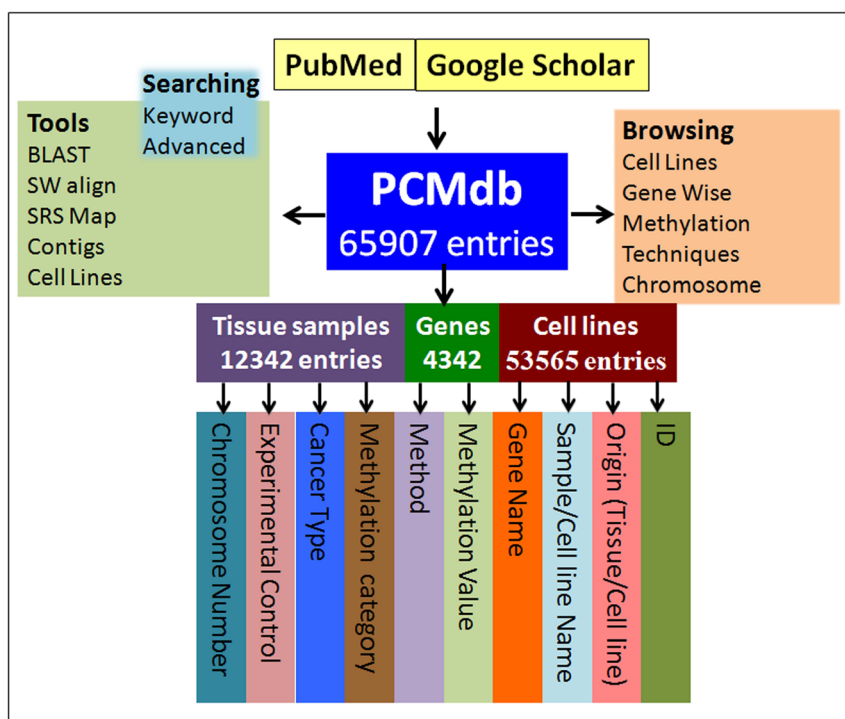 PubMed
Google Scholar
Searching
Keyword
Advanced
Tools
BLAST
SW align
SRS Map
Contigs
Cell Lines
PCMdb
65907 entries
Browsing
Cell Lines
Gene Wise
Methylation
Techniques
Chromosome
Tissue samples
12342 entries
Genes
4342
Cell lines
53565 entries
Chromosome Number
Experimental Control
Cancer Type
Methylation category
Method
Methylation Value
Gene Name
Sample/Cell line Name
Origin (Tissue/Cell line)
ID